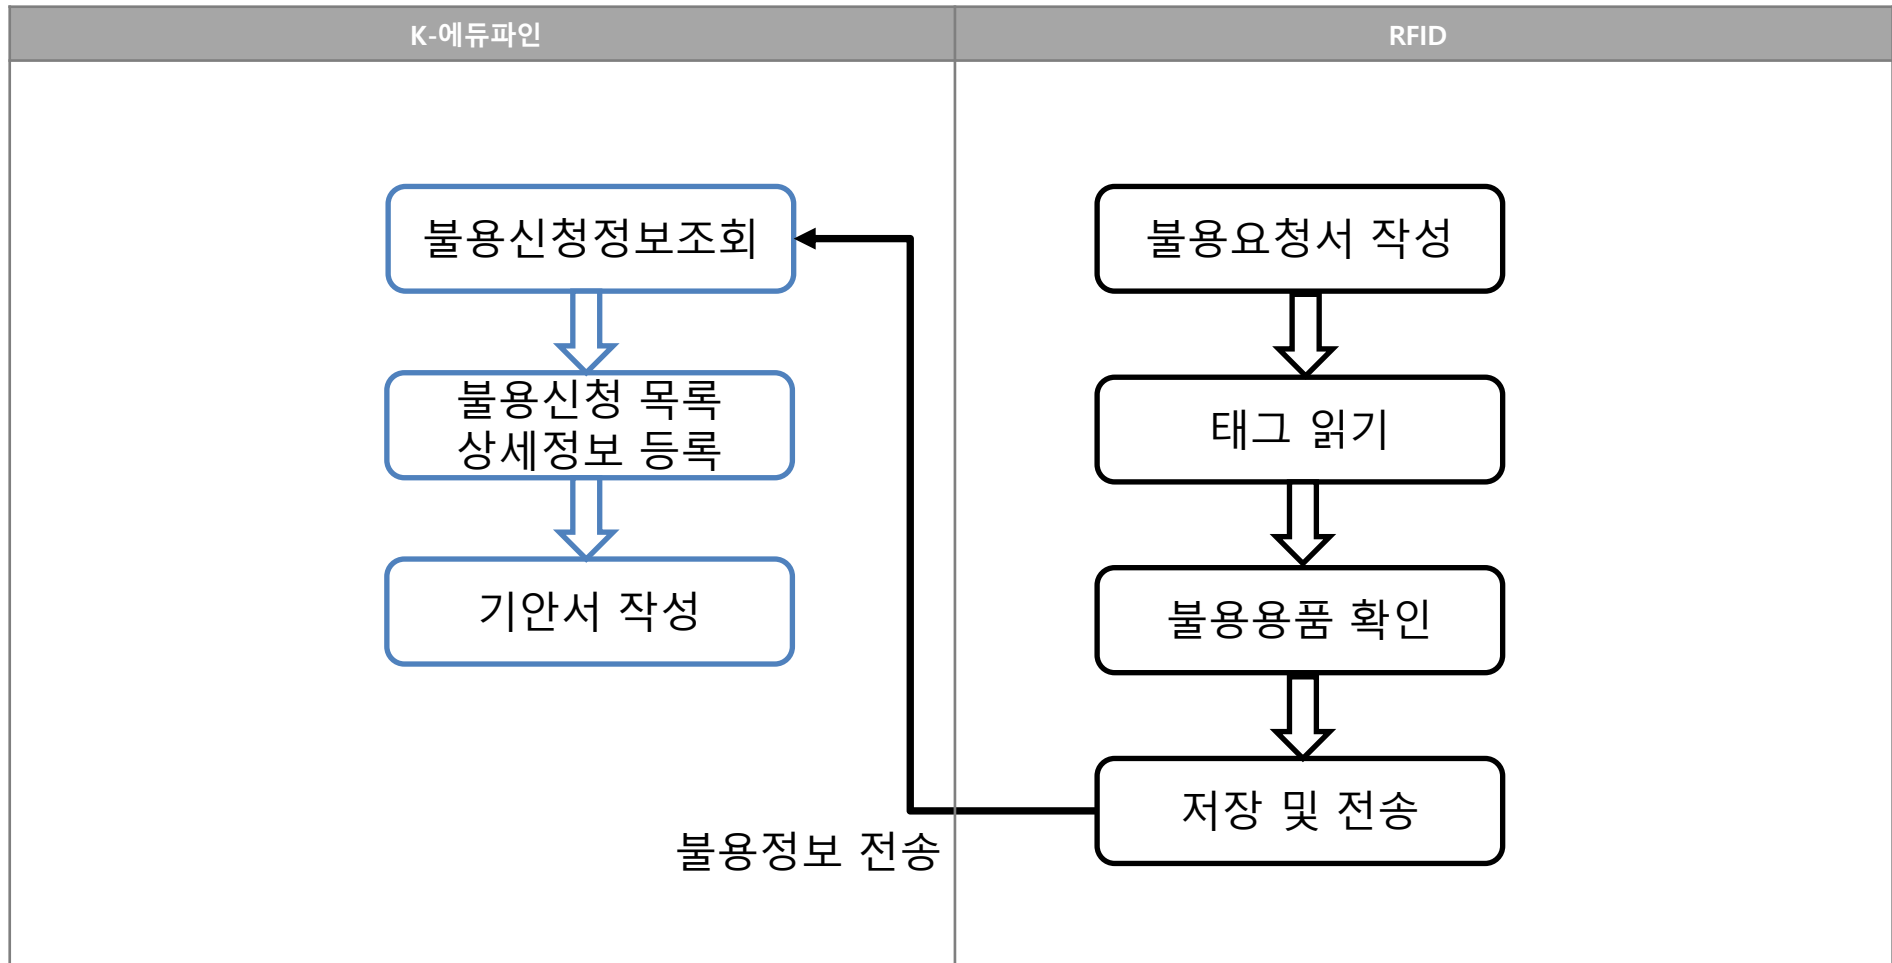 K-에듀파인
RFID
불용신청정보조회
불용신청 목록
상세정보 등록
기안서 작성
불용정보 전송
불용요청서 작성
태그 읽기
불용용품 확인
저장 및 전송